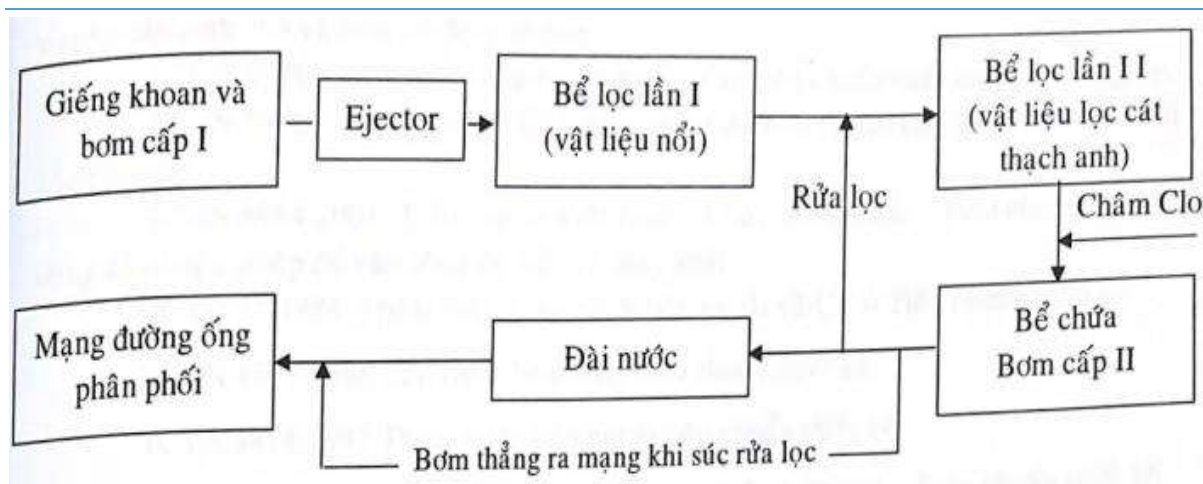 Giếng khoan và
bơm cấp I
Ejector
Bể lọc lần I
(vật liệu nổi)
Bể lọc lần I I
(vật liệu lọc cát
thạch anh)
Rửa lọc
Châm Clo
Mạng đường ống
phân phối
Đài nước
Bể chứa
Bơm cấp II
Bơm thẳng ra mạng khi súc rửa lọc